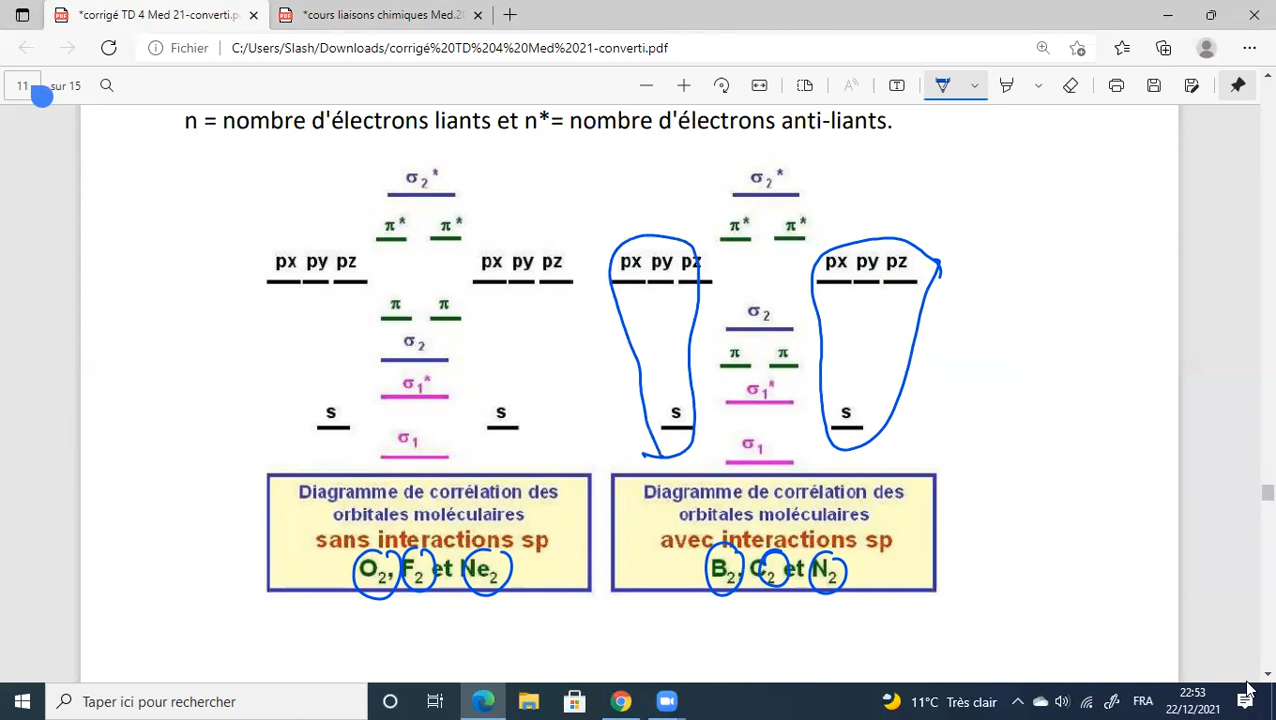 *corrigé TD 4 Med 21-converti.pd
*cours liaisons chimiques Med.20
Fichier
C:/Users/Slash/Downloads/corrigé%20TD%204%20Med%2021-converti.pdf
11 sur 15
n = nombre d'électrons liants et n*= nombre d'électrons anti-liants.
σ2* σ2*
π* π* π* π*
px py pz px py pz px py pz px py pz
π π σ2
σ2 π π
σ1* σ1*
s s s s
σ1 σ1
Diagramme de corrélation des
orbitales moléculaires
sans interactions sp
O2, F2 et Ne2
Diagramme de corrélation des
orbitales moléculaires
avec interactions sp
B2, C2 et N2
Taper ici pour rechercher
11°C Très clair
FRA
22:53
22/12/2021